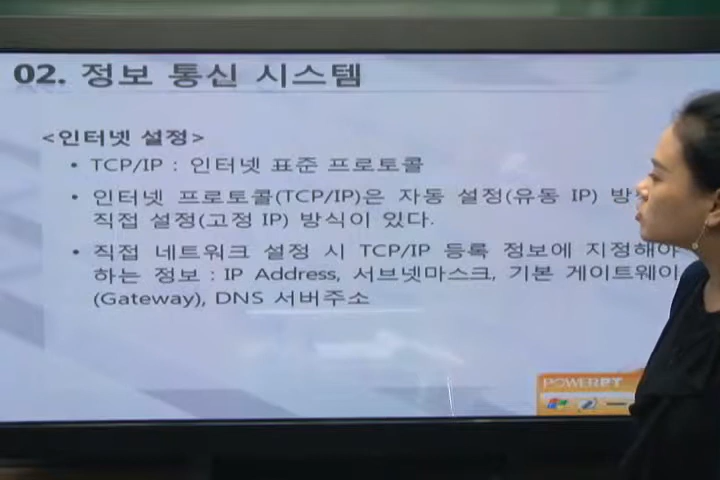 02. 정보 통신 시스템
<인터넷 설정>
• TCP/IP : 인터넷 표준 프로토콜
• 인터넷 프로토콜(TCP/IP)은 자동 설정(유동 IP)
직접 설정(고정 IP) 방식이 있다.
• 직접 네트워크 설정 시 TCP/IP 등록 정보에 지정해야
하는 정보 : IP Address, 서브넷마스크, 기본 게이트웨이
(Gateway), DNS 서버주소